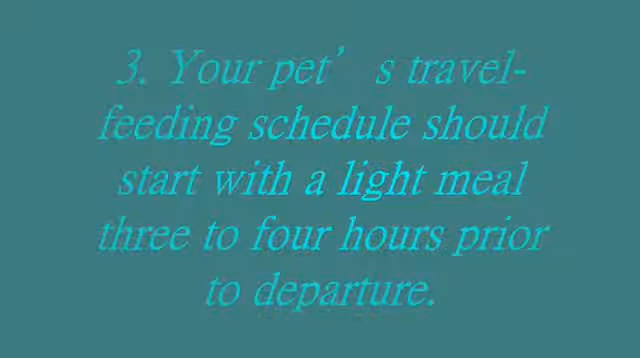 3. Your pet’s travel-
feeding schedule should
start with a light meal
three to four hours prior
to departure.